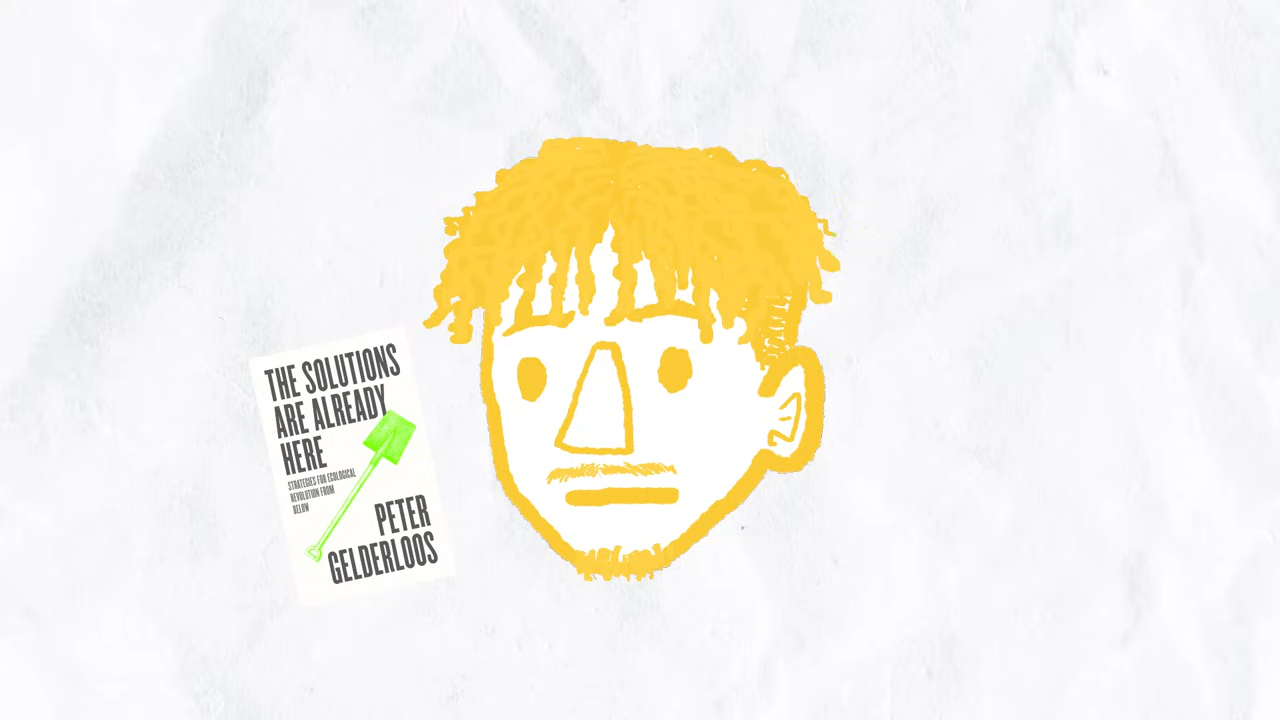 THE SOLUTIONS
ARE ALREADY
HERE
STRATEGIES FOR ECOLOGICAL
REVOLUTION FROM
BELOW
PETER
GELDERLOOS